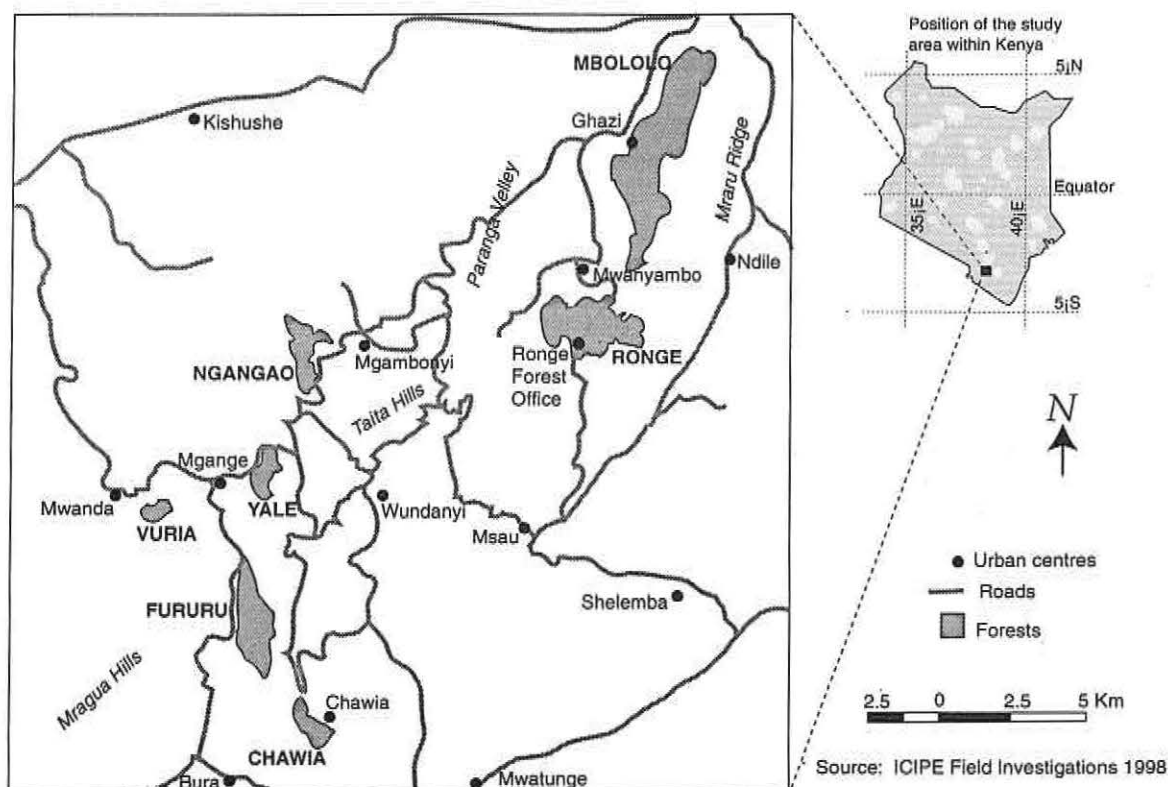 MBOLOLO
Kishushe
Ghazi
Paranga Velley
Mraru Ridge
Mwanyambo
Ndile
NGANGAO
Mgambonyi
Ronge
Forest
Office
RONGE
Taita Hills
Mgange
Mwanda
VURIA
YALE
Wundanyi
Msau
FURURU
Shelemba
Mragua Hills
Chawia
CHAWIA
Bura
Mwatunge
Position of the study
area within Kenya
5¡N
Equator
35¡E
40¡E
5¡S
N
Urban centres
Roads
Forests
2.5 0 2.5 5 Km
Source: ICIPE Field Investigations 1998